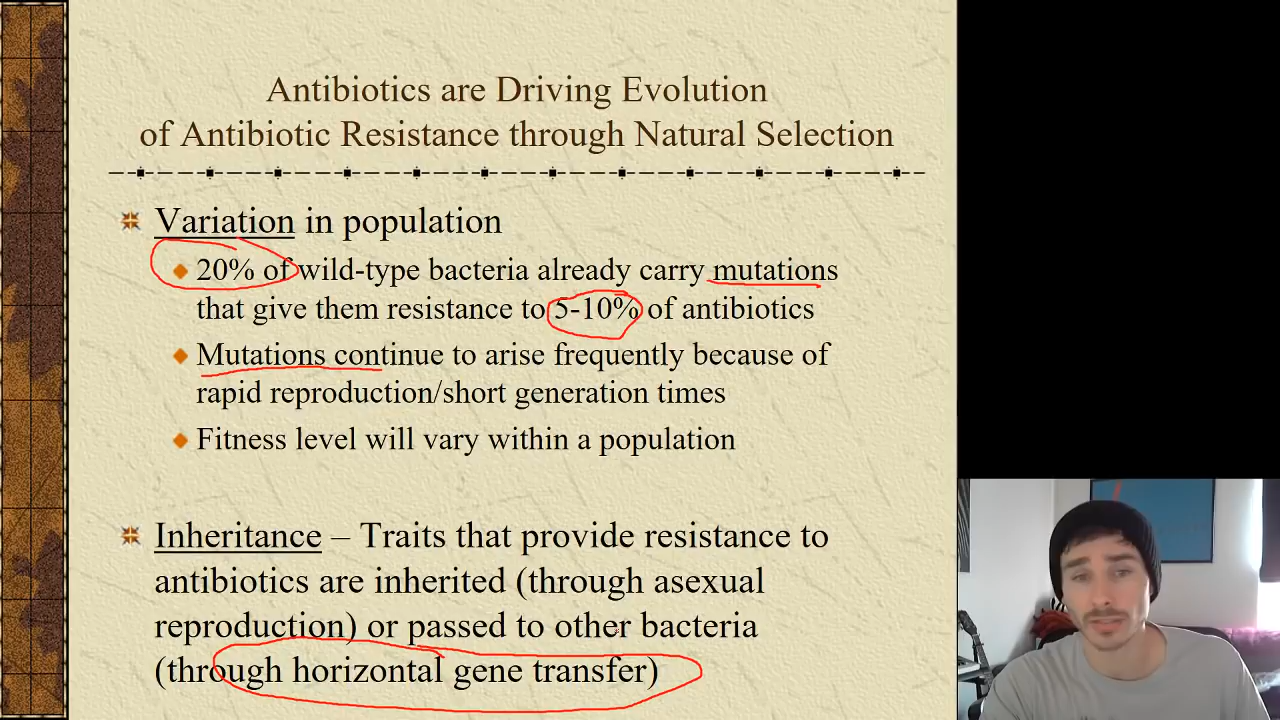 Antibiotics are Driving Evolution
of Antibiotic Resistance through Natural Selection
Variation in population
20% of wild-type bacteria already carry mutations
that give them resistance to 5-10% of antibiotics
Mutations continue to arise frequently because of
rapid reproduction/short generation times
Fitness level will vary within a population
Inheritance – Traits that provide resistance to
antibiotics are inherited (through asexual
reproduction) or passed to other bacteria
(through horizontal gene transfer)